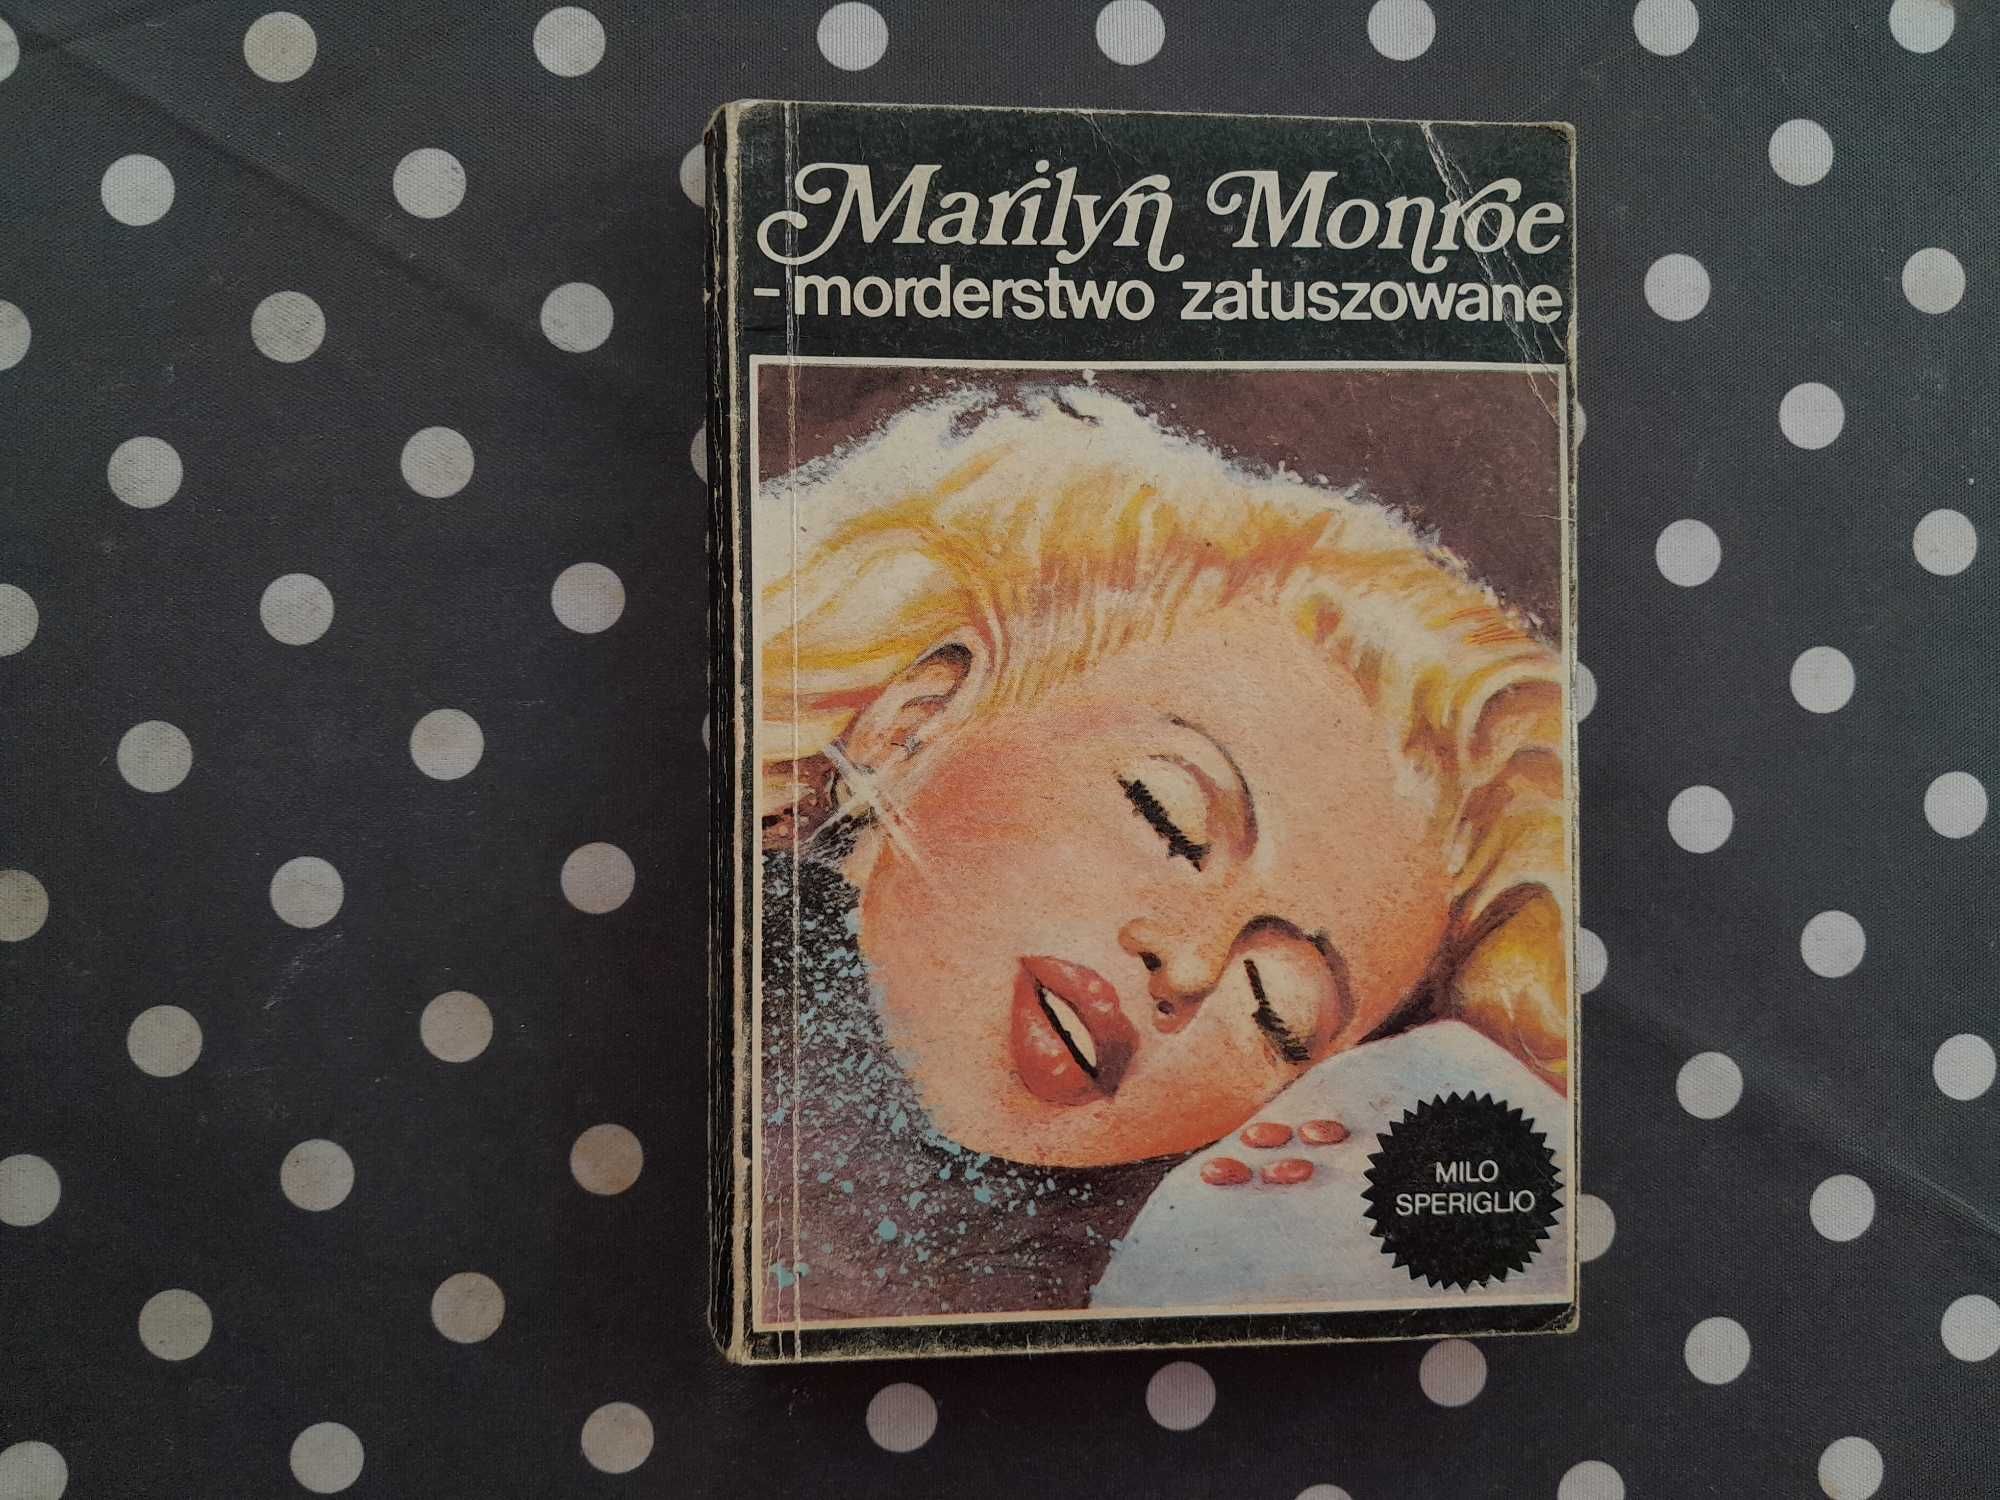 Marilyn Monroe
- morderstwo zatuszowane
MILO
SPERIGLIO